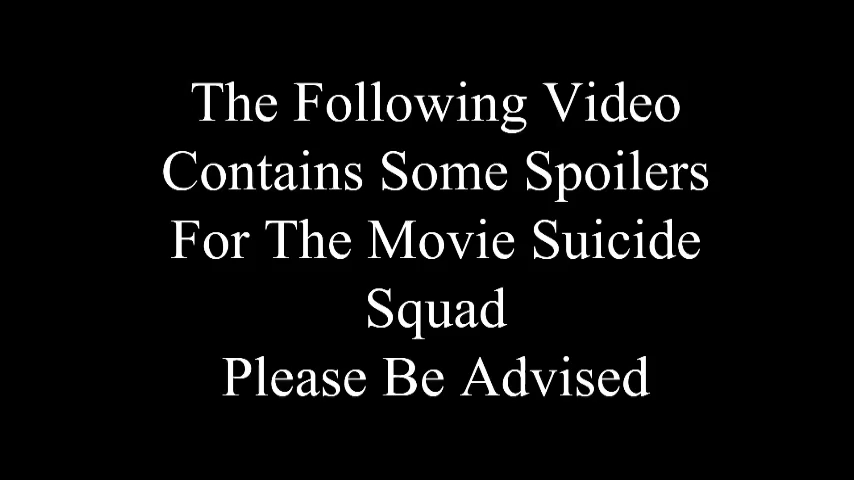 The Following Video
Contains Some Spoilers
For The Movie Suicide
Squad
Please Be Advised